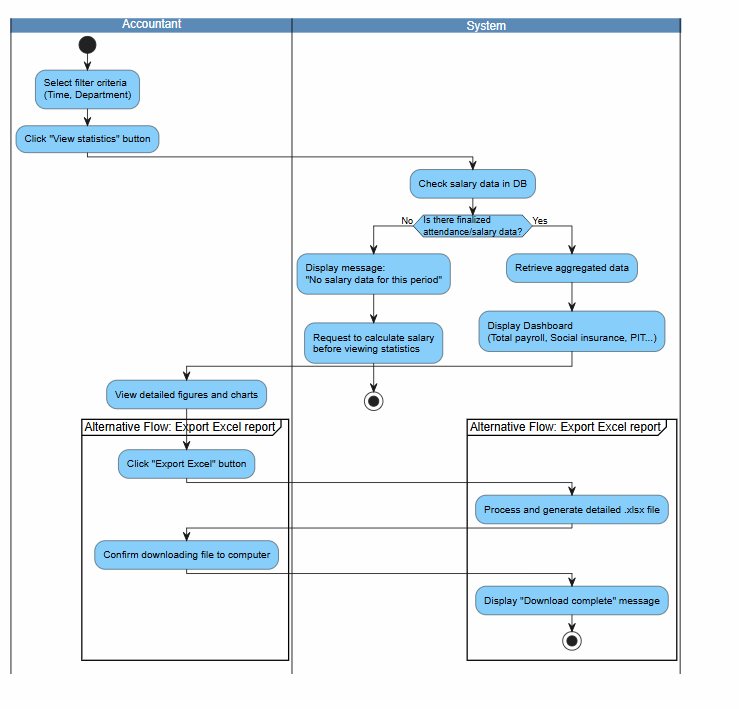 Accountant
System
Select filter criteria
(Time, Department)
Click "View statistics" button
Check salary data in DB
No
Is there finalized
attendance/salary data?
Yes
Display message:
"No salary data for this period"
Retrieve aggregated data
Request to calculate salary
before viewing statistics
Display Dashboard
(Total payroll, Social insurance, PIT...)
View detailed figures and charts
Alternative Flow: Export Excel report
Alternative Flow: Export Excel report
Click "Export Excel" button
Process and generate detailed .xlsx file
Confirm downloading file to computer
Display "Download complete" message